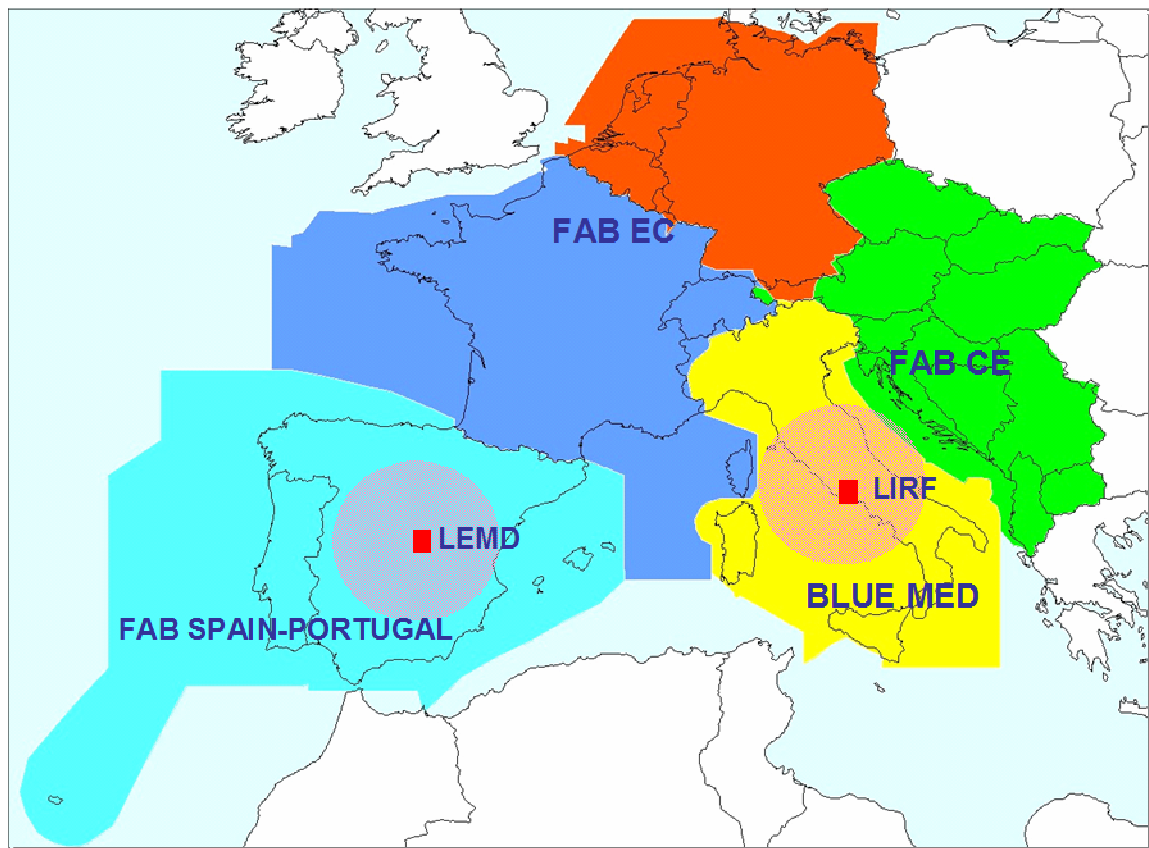 FAB EC
FAB CE
LIRF
LEMD
BLUE MED
FAB SPAIN-PORTUGAL